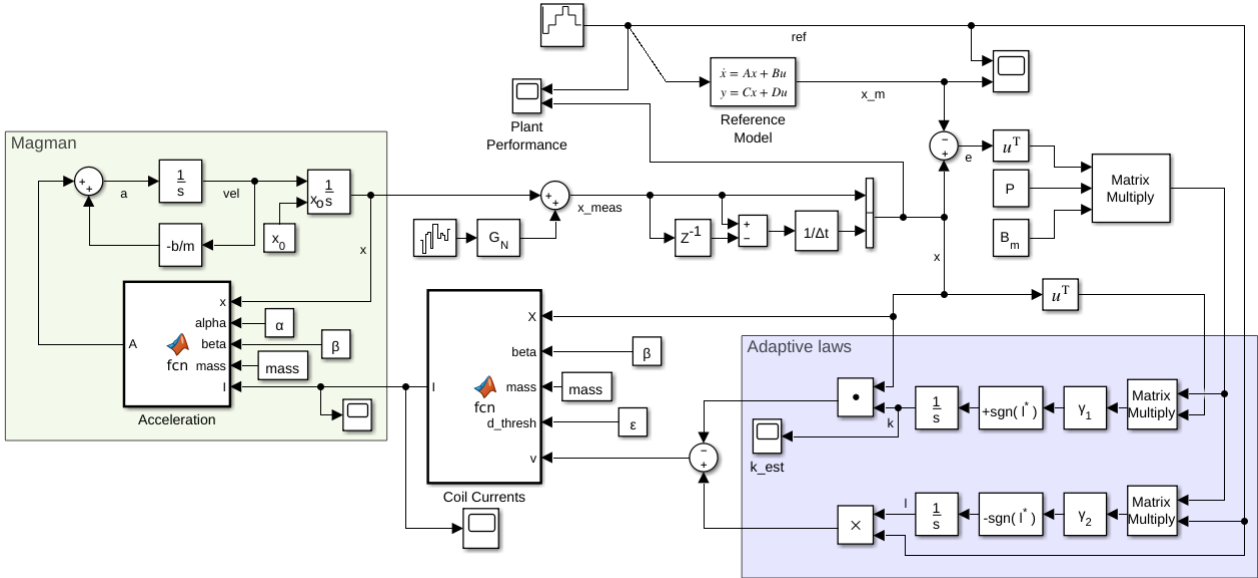 ref
ẋ = Ax + Bu
y = Cx + Du
x_m
Reference
Model
Plant
Performance
Magman
+
+
a
1
s
vel
x₀
1
s
x₀
-b/m
x
+
+
x_meas
G_N
Z⁻¹
+
−
1/Δt
−
+
e
uᵀ
P
B_m
Matrix
Multiply
x
uᵀ
A
fcn
x
alpha
beta
mass
I
α
β
mass
Acceleration
I
fcn
X
beta
mass
d_thresh
v
β
mass
ε
Coil Currents
−
+
Adaptive laws
•
k
1
s
+sgn( l* )
γ₁
Matrix
Multiply
k_est
×
l
1
s
-sgn( l* )
γ₂
Matrix
Multiply